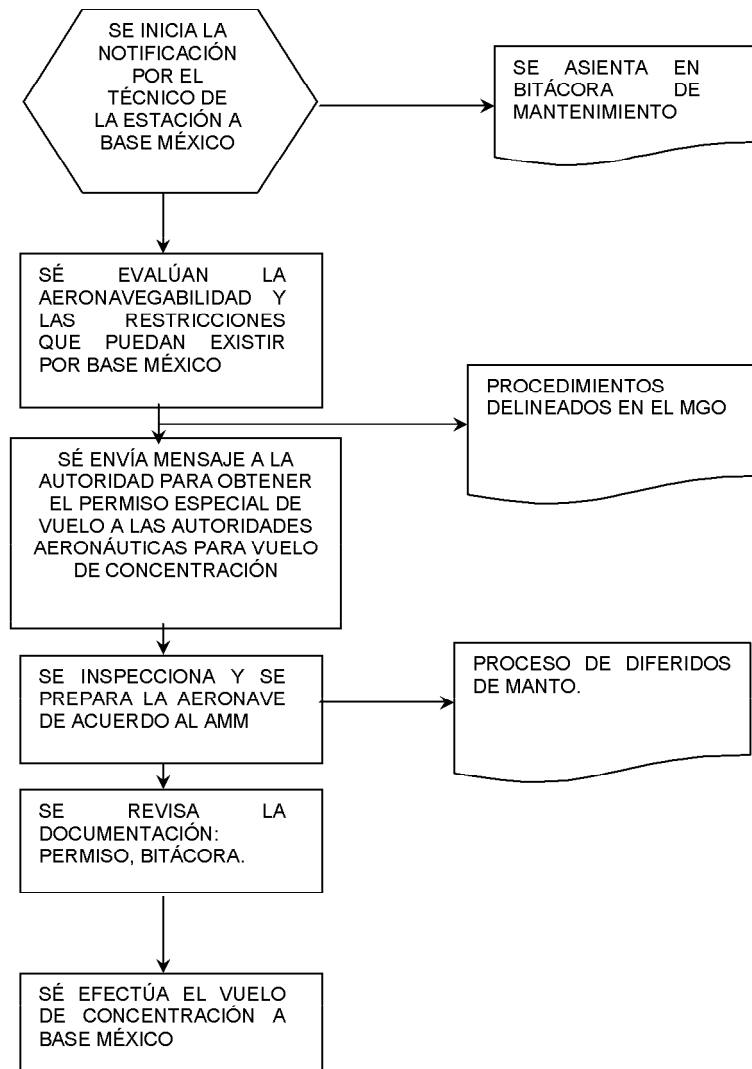 SE INICIA LA
NOTIFICACIÓN
POR EL
TÉCNICO DE
LA ESTACIÓN A
BASE MÉXICO
SE ASIENTA EN
BITÁCORA DE
MANTENIMIENTO
SÉ EVALÚAN LA
AERONAVEGABILIDAD Y
LAS RESTRICCIONES
QUE PUEDAN EXISTIR
POR BASE MÉXICO
PROCEDIMIENTOS
DELINEADOS EN EL MGO
SÉ ENVÍA MENSAJE A LA
AUTORIDAD PARA OBTENER
EL PERMISO ESPECIAL DE
VUELO A LAS AUTORIDADES
AERONÁUTICAS PARA VUELO
DE CONCENTRACIÓN
SE INSPECCIONA Y SE
PREPARA LA AERONAVE
DE ACUERDO AL AMM
PROCESO DE DIFERIDOS
DE MANTO.
SE REVISA LA
DOCUMENTACIÓN:
PERMISO, BITÁCORA.
SÉ EFECTÚA EL VUELO
DE CONCENTRACIÓN A
BASE MÉXICO